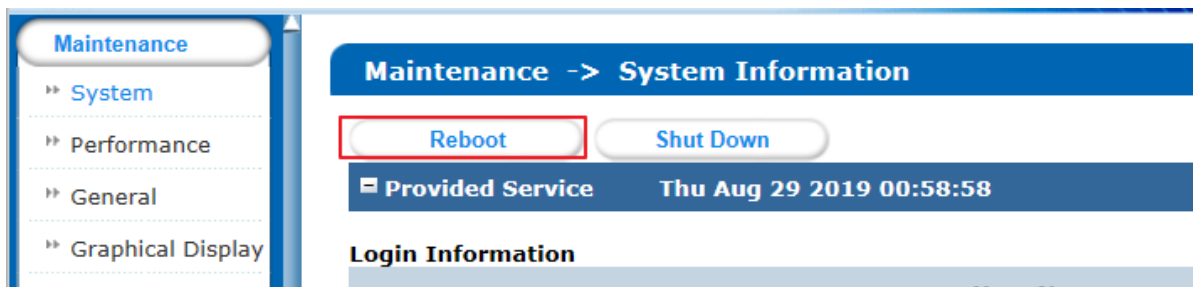 Maintenance
System
Performance
General
Graphical Display
Maintenance -> System Information
Reboot
Shut Down
Provided Service Thu Aug 29 2019 00:58:58
Login Information